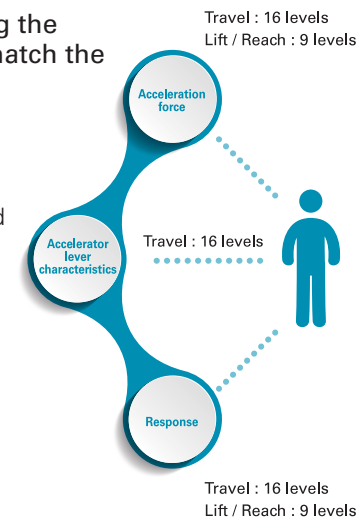 g the
natch the
d
Travel : 16 levels
Lift / Reach : 9 levels
Acceleration
force
Accelerator
lever
characteristics
Travel : 16 levels
Response
Travel : 16 levels
Lift / Reach : 9 levels